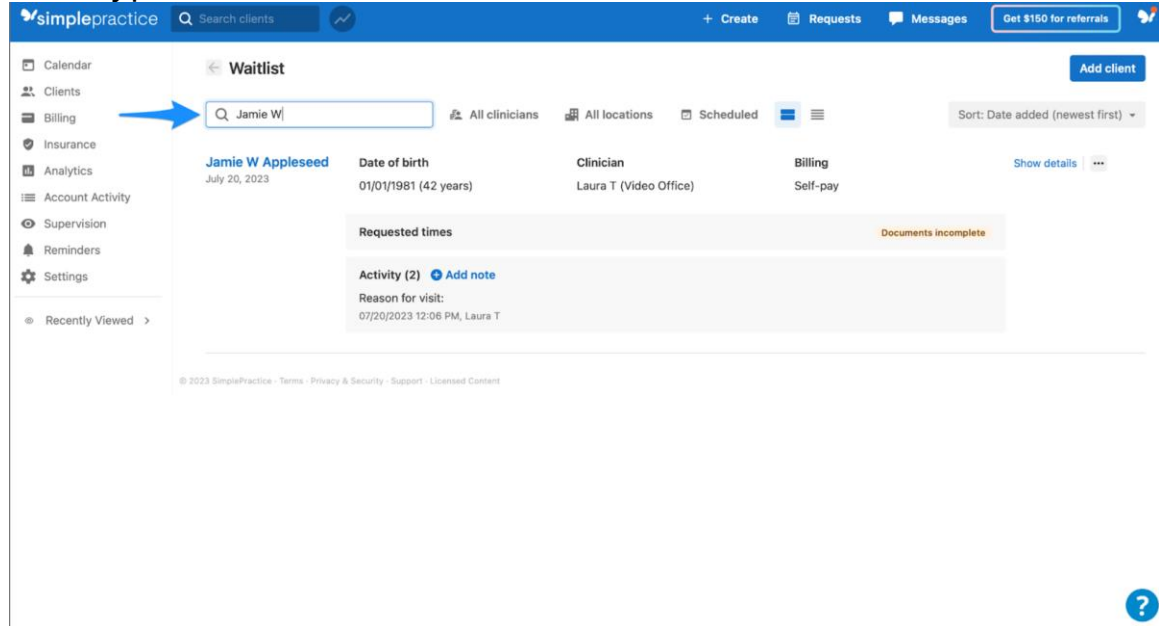 simplepractice
Search clients
+ Create
Requests
Messages
Get $150 for referrals
Calendar
Clients
Billing
Insurance
Analytics
Account Activity
Supervision
Reminders
Settings
Recently Viewed >
← Waitlist
Add client
Jamie W
All clinicians
All locations
Scheduled
Sort: Date added (newest first)
Jamie W Appleseed
July 20, 2023
Date of birth
01/01/1981 (42 years)
Clinician
Laura T (Video Office)
Billing
Self-pay
Show details
Requested times
Documents incomplete
Activity (2)
Add note
Reason for visit:
07/20/2023 12:06 PM, Laura T
© 2023 SimplePractice - Terms - Privacy & Security - Support - Licensed Content
?